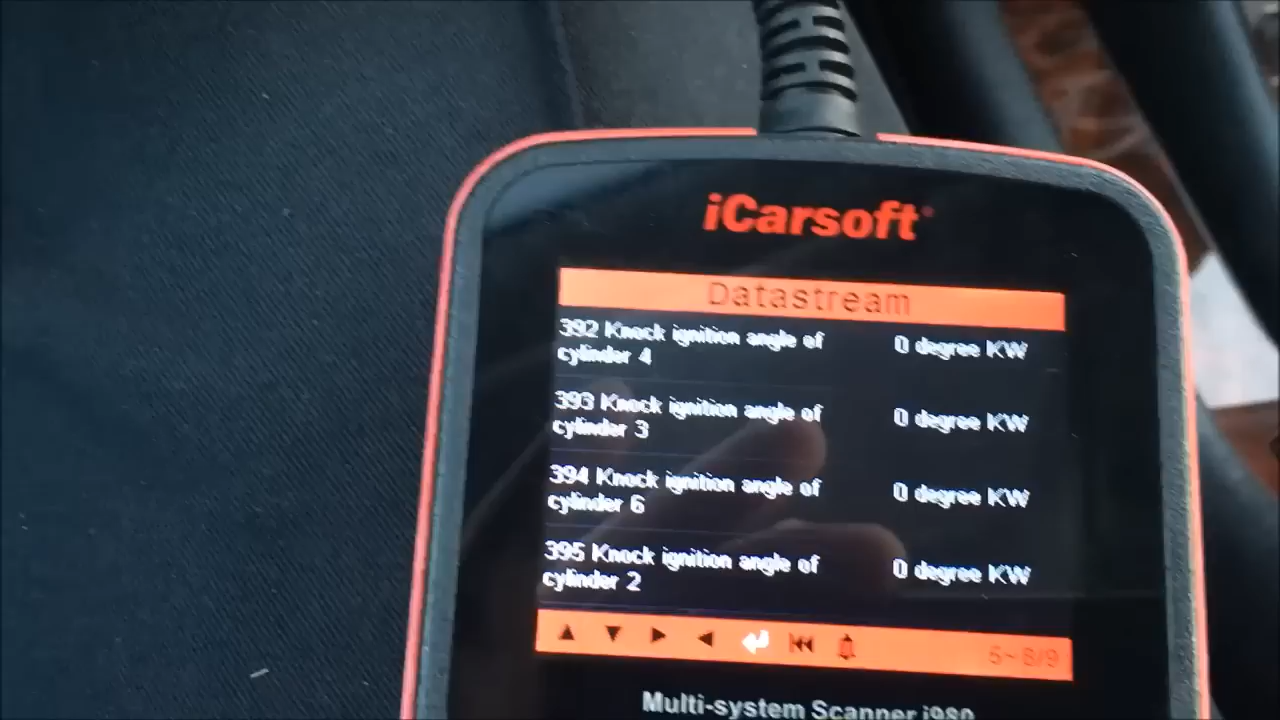 iCarsoft
Datastream
392 Knock ignition angle of
cylinder 4
0 degree KW
393 Knock ignition angle of
cylinder 3
0 degree KW
394 Knock ignition angle of
cylinder 6
0 degree KW
395 Knock ignition angle of
cylinder 2
0 degree KW
5~8/9
Multi-system Scanner i980